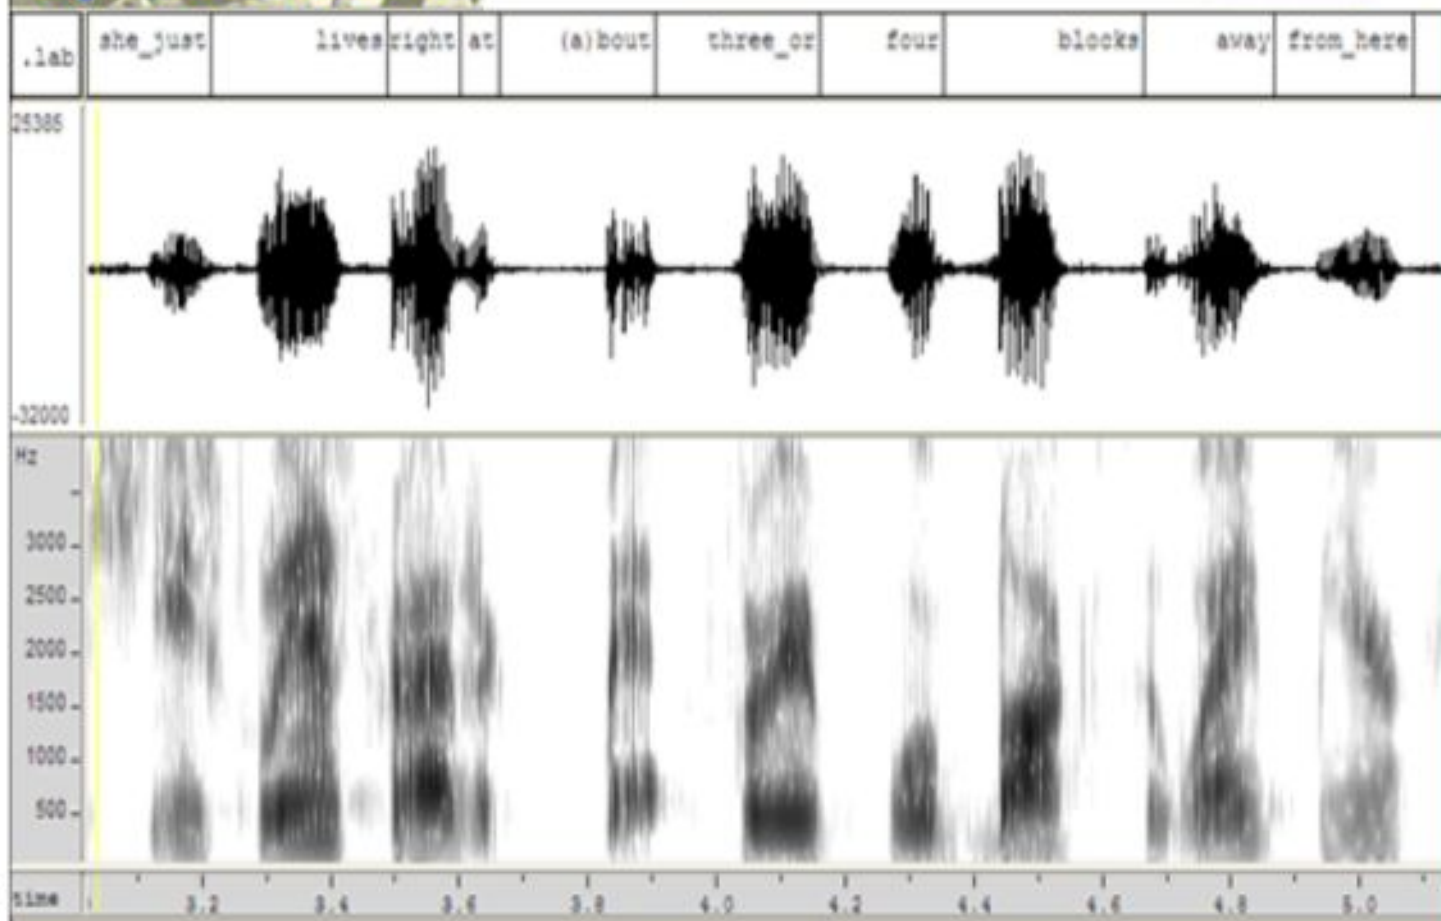 .lab she_just lives right at (a)bout three_or four blocks away from_here
25385
-32000
Hz
3000
2500
2000
1500
1000
500
time 3.2 3.4 3.6 3.8 4.0 4.2 4.4 4.6 4.8 5.0